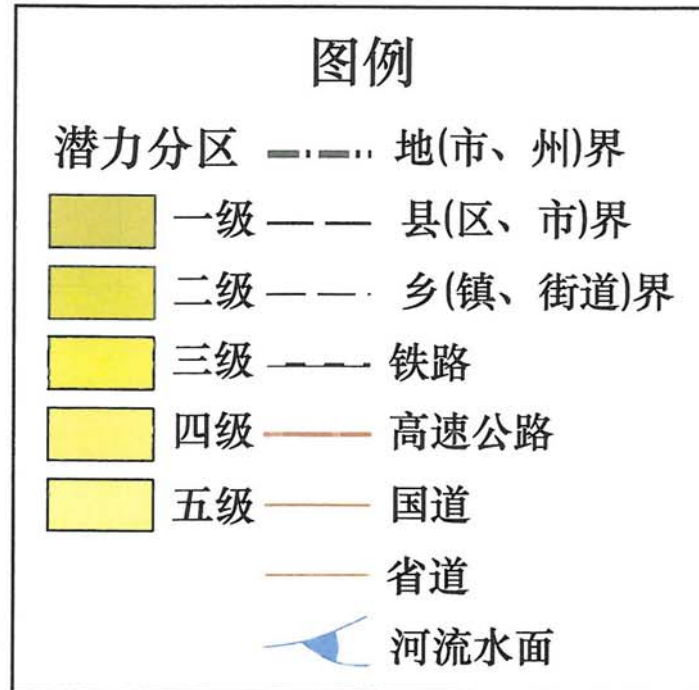 图例
潜力分区 地(市、州)界
一级 县(区、市)界
二级 乡(镇、街道)界
三级 铁路
四级 高速公路
五级 国道
省道
河流水面